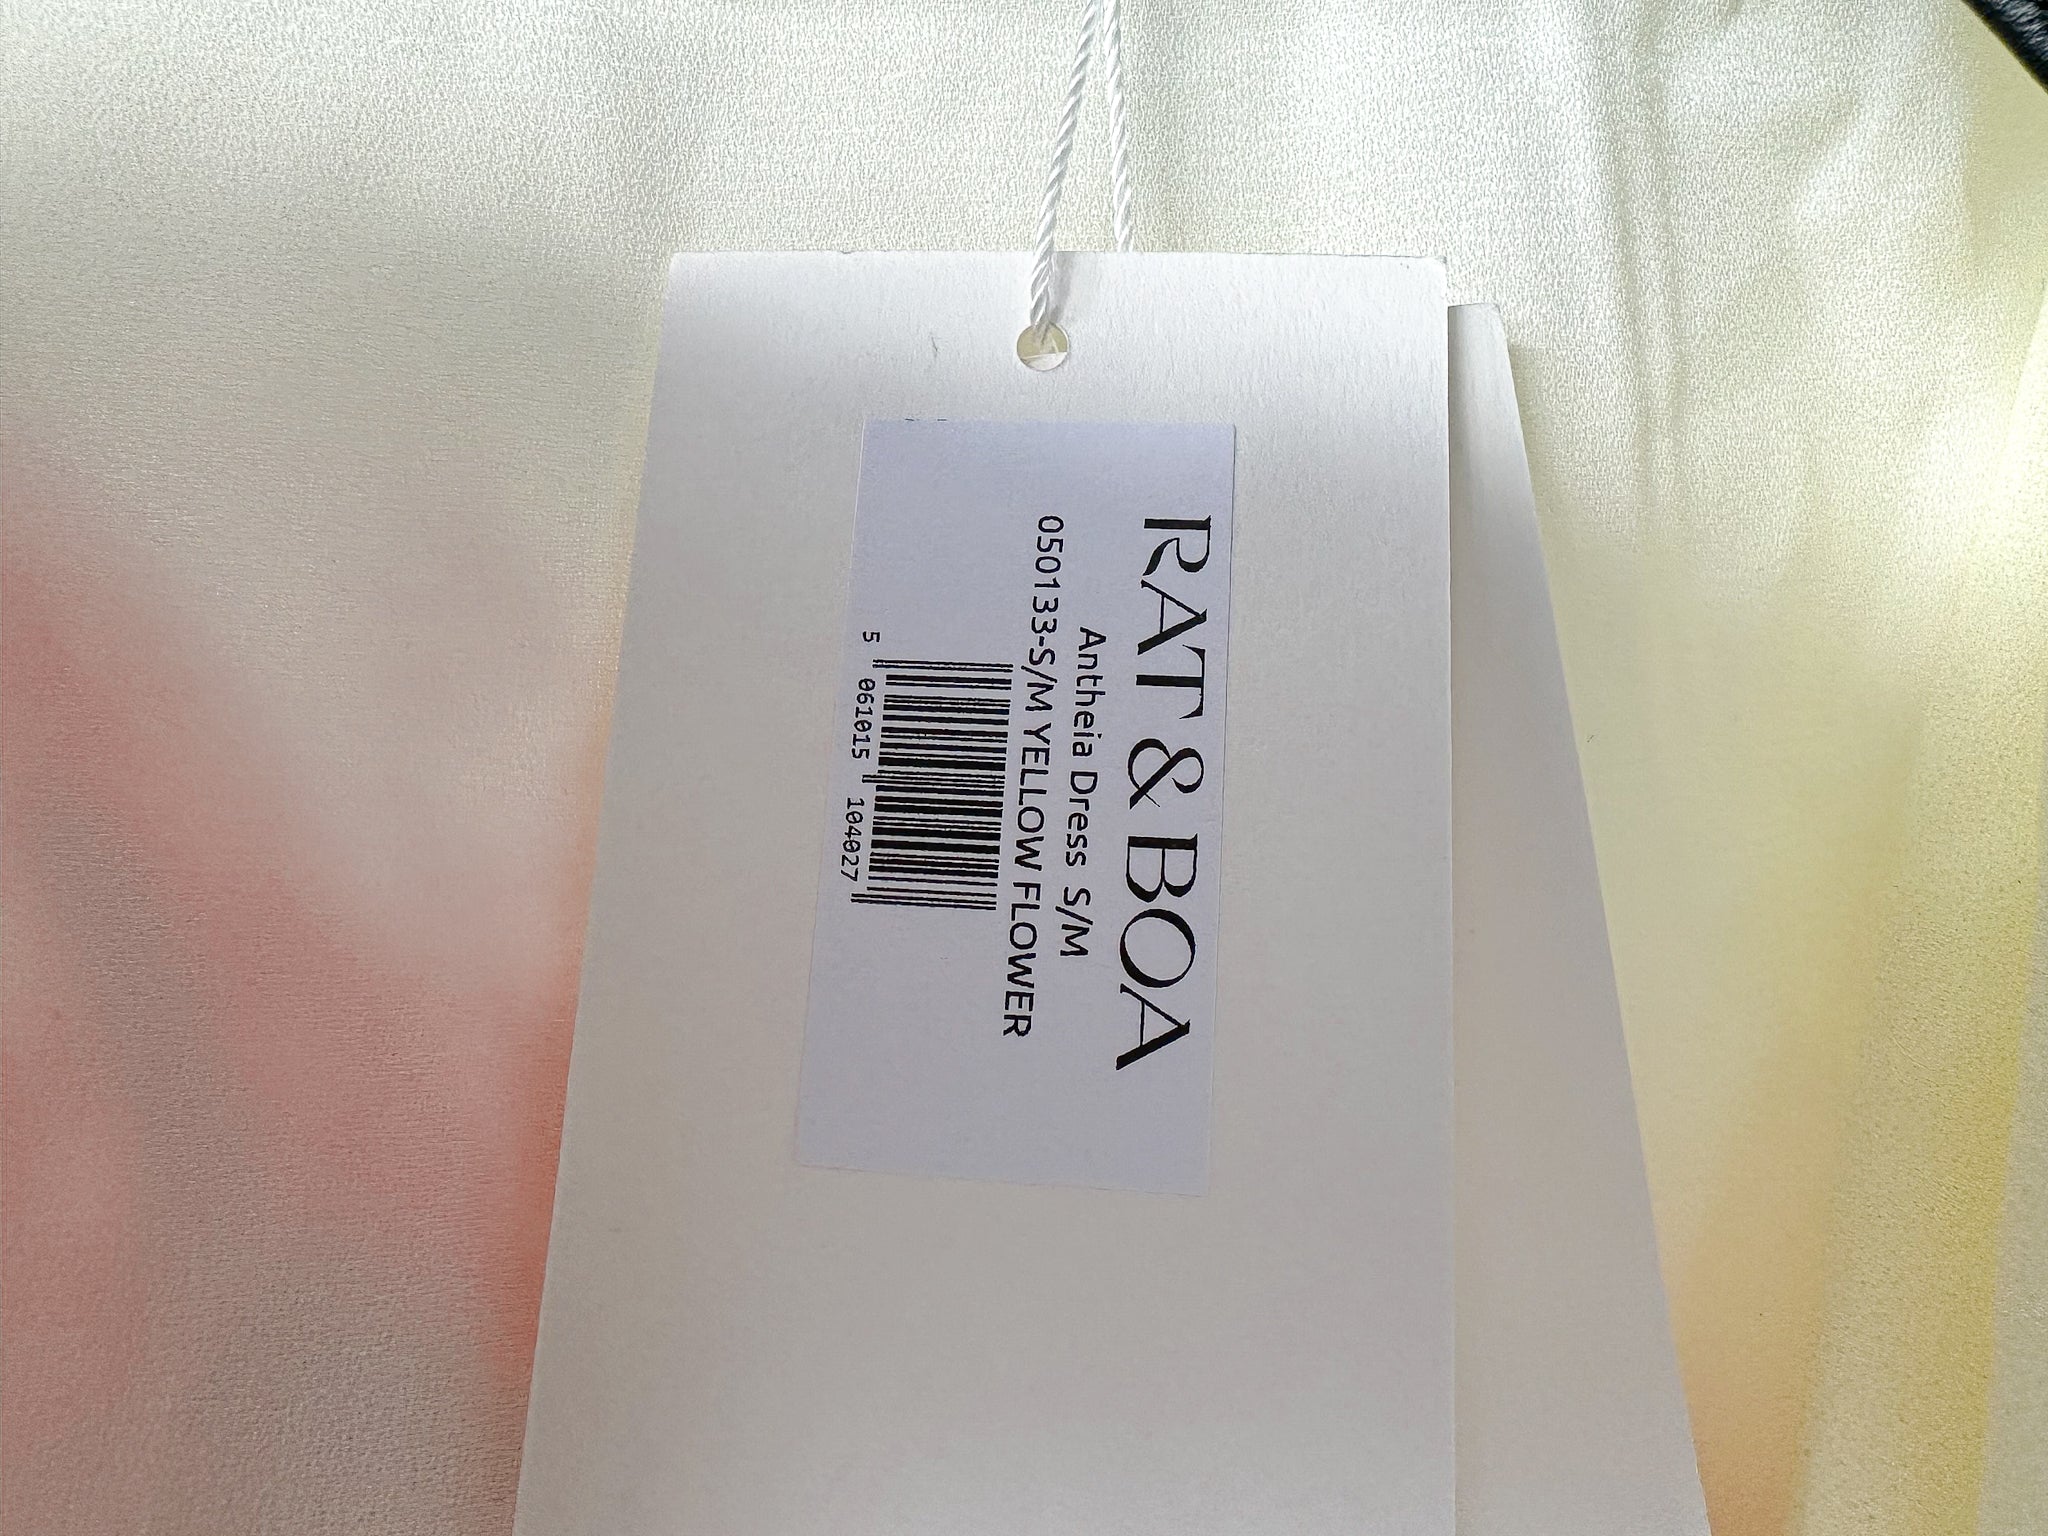 RAT & BOA
Antheia Dress S/M
050133-S/M YELLOW FLOWER
5 061015 104027